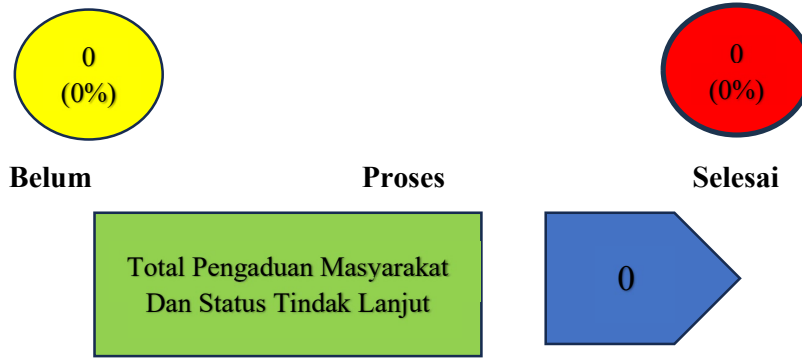 0
(0%)
0
(0%)
Belum
Proses
Selesai
Total Pengaduan Masyarakat
Dan Status Tindak Lanjut
0